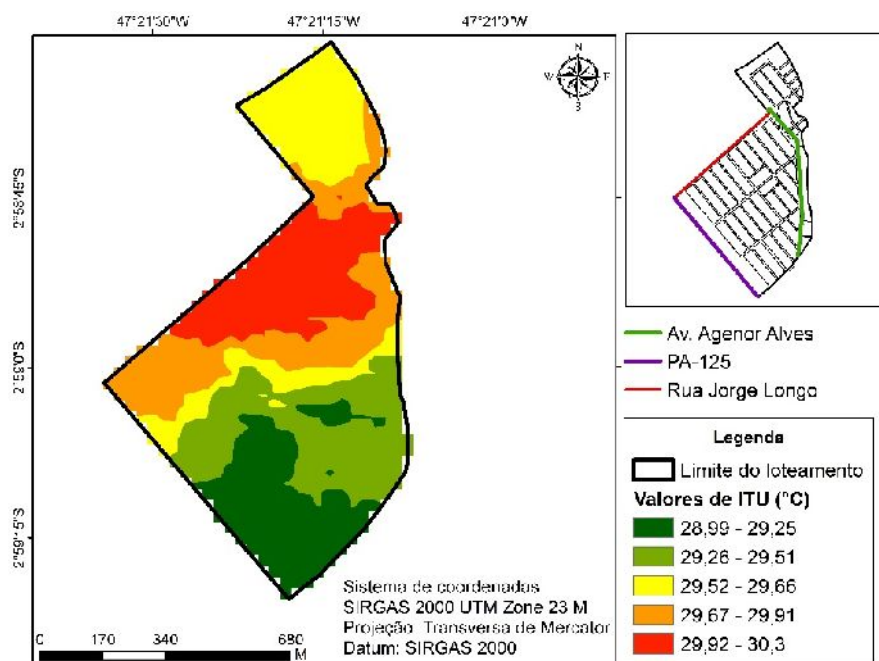 47°21'30"S
47°21'15"S
47°21'0"S
2°58'45"S
2°59'0"S
2°59'15"S
N
W
E
S
Av. Agenor Alves
PA-125
Rua Jorge Longo
Legenda
Limite do loteamento
Valores de ITU (°C)
28,99 - 29,25
29,26 - 29,51
29,52 - 29,66
29,67 - 29,91
29,92 - 30,3
Sistema de coordenadas
SIRGAS 2000 UTM Zone 23 M
Projeção Transversa de Mercator
Datum: SIRGAS 2000
0 170 340 680
M